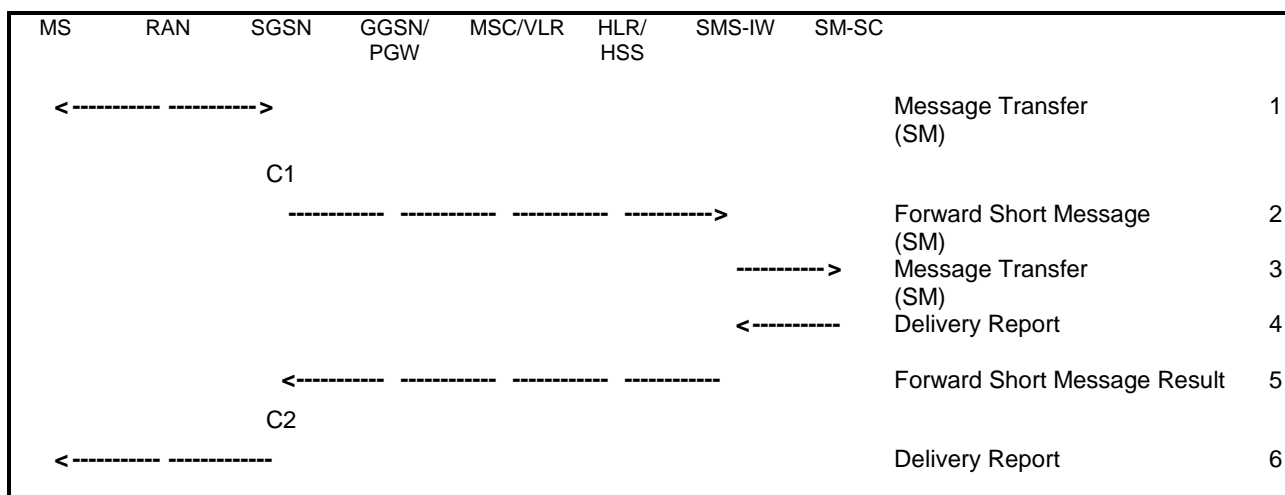 MS RAN SGSN GGSN/ MSC/VLR HLR/ SMS-IW SM-SC
PGW HSS
Message Transfer 1
(SM)
C1
Forward Short Message 2
(SM)
Message Transfer 3
(SM)
Delivery Report 4
Forward Short Message Result 5
C2
Delivery Report 6